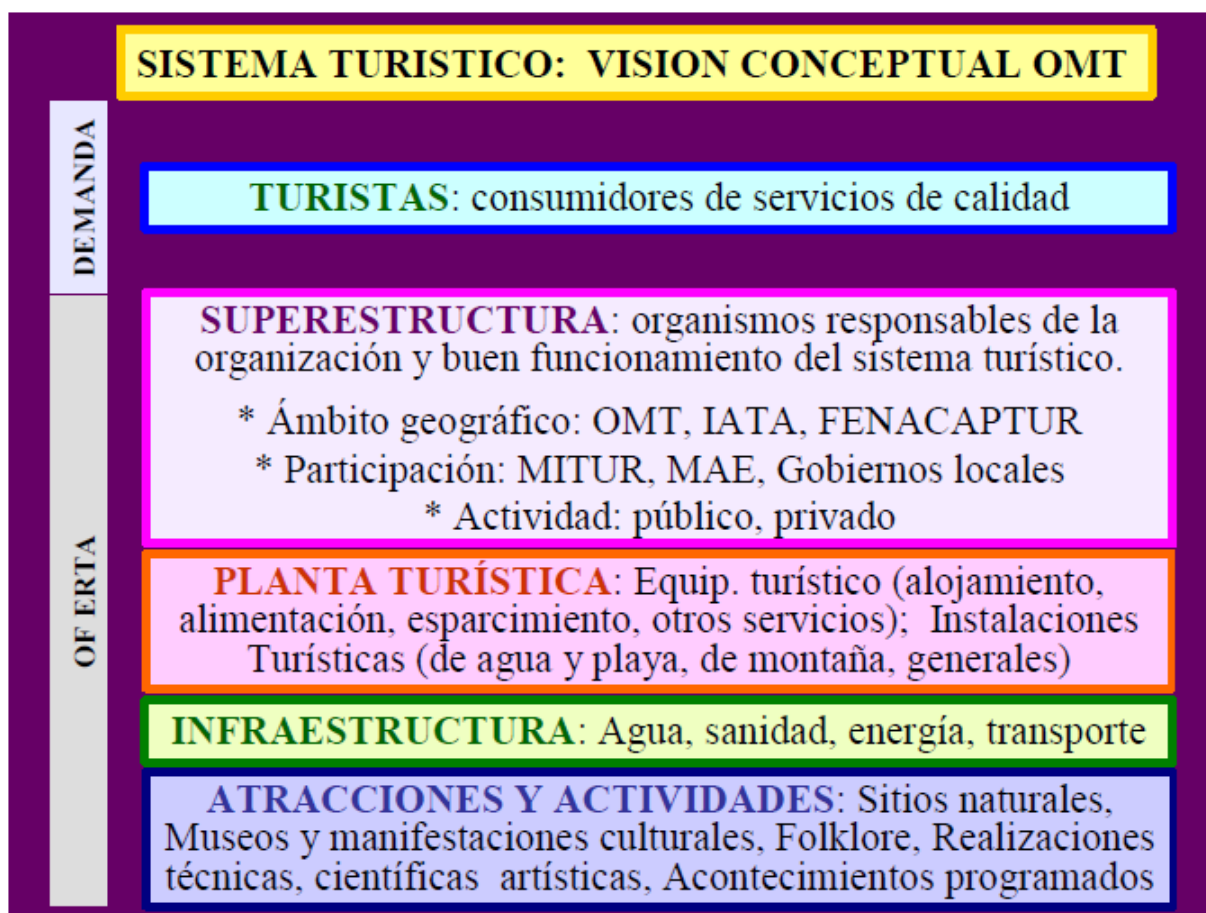 SISTEMA TURISTICO: VISION CONCEPTUAL OMT
DEMANDA
TURISTAS: consumidores de servicios de calidad
OF ERTA
SUPERESTRUCTURA: organismos responsables de la
organización y buen funcionamiento del sistema turístico.
* Ámbito geográfico: OMT, IATA, FENACAPTUR
* Participación: MITUR, MAE, Gobiernos locales
* Actividad: público, privado
PLANTA TURÍSTICA: Equip. turístico (alojamiento,
alimentación, esparcimiento, otros servicios); Instalaciones
Turísticas (de agua y playa, de montaña, generales)
INFRAESTRUCTURA: Agua, sanidad, energía, transporte
ATRACCIONES Y ACTIVIDADES: Sitios naturales,
Museos y manifestaciones culturales, Folklore, Realizaciones
técnicas, científicas artísticas, Acontecimientos programados